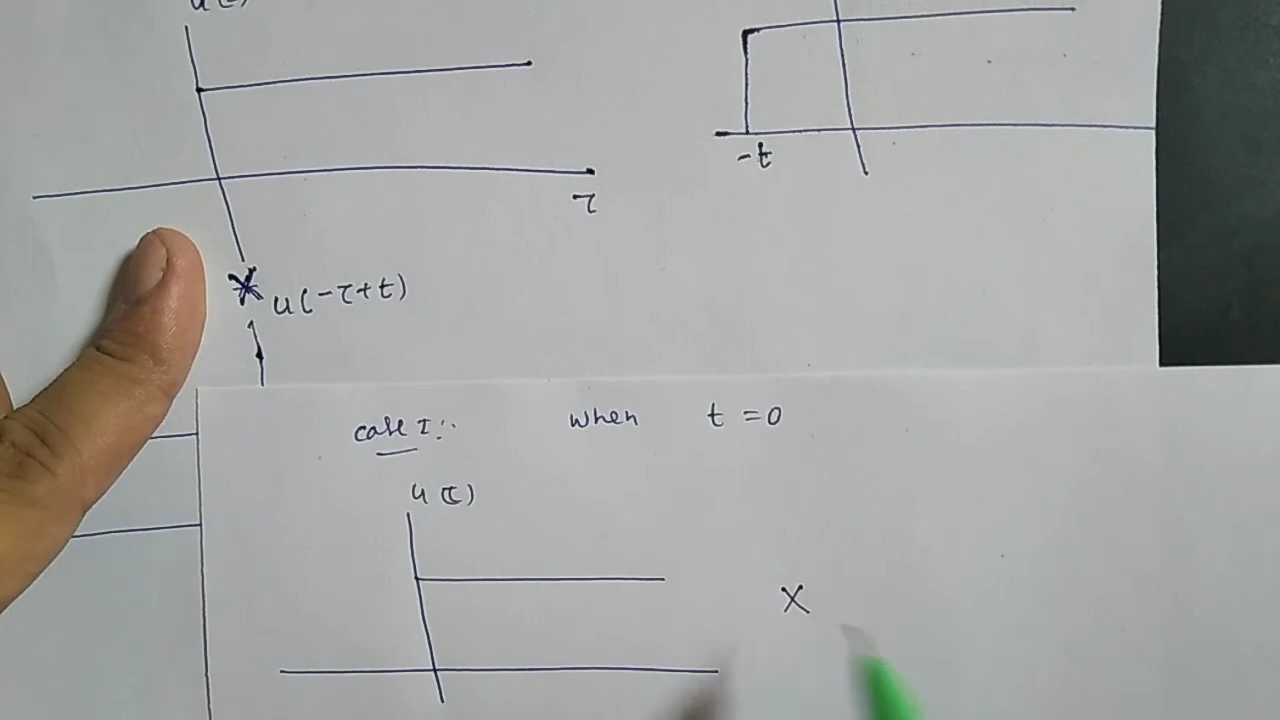 -t
τ
u(-τ+t)
case I:. when t = 0
u(τ)
X